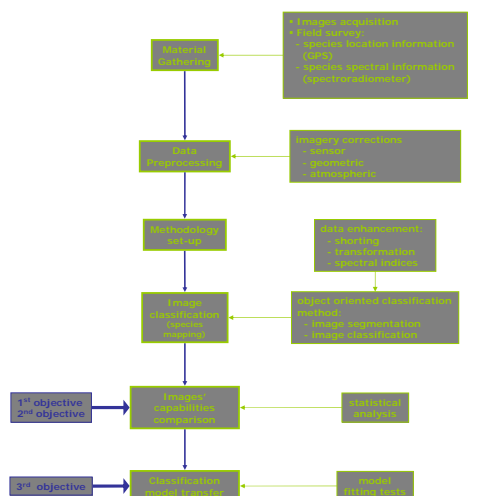 • Images acquisition
• Field survey:
- species location information
(GPS)
- species spectral information
(spectroradiometer)
Material
Gathering
imagery corrections
- sensor
- geometric
- atmospheric
Data
Preprocessing
Methodology
set-up
data enhancement:
- shorting
- transformation
- spectral indices
Image
classification
(species
mapping)
object oriented classification
method:
- image segmentation
- image classification
1st objective
2nd objective
Images'
capabilities
comparison
statistical
analysis
3rd objective
Classification
model transfer
model
fitting tests